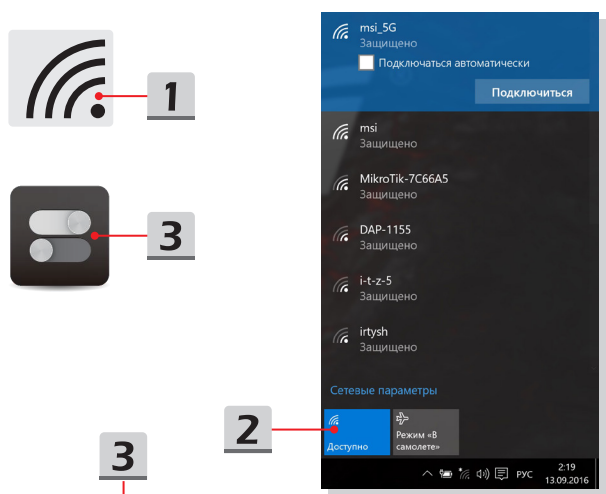 1
3
3
2
msi_5G
Защищено
Подключаться автоматически
Подключиться
msi
Защищено
MikroTik-7C66A5
Защищено
DAP-1155
Защищено
i-t-z-5
Защищено
irtysh
Защищено
Сетевые параметры
Доступно
Режим «В
самолете»
РУС
2:19
13.09.2016